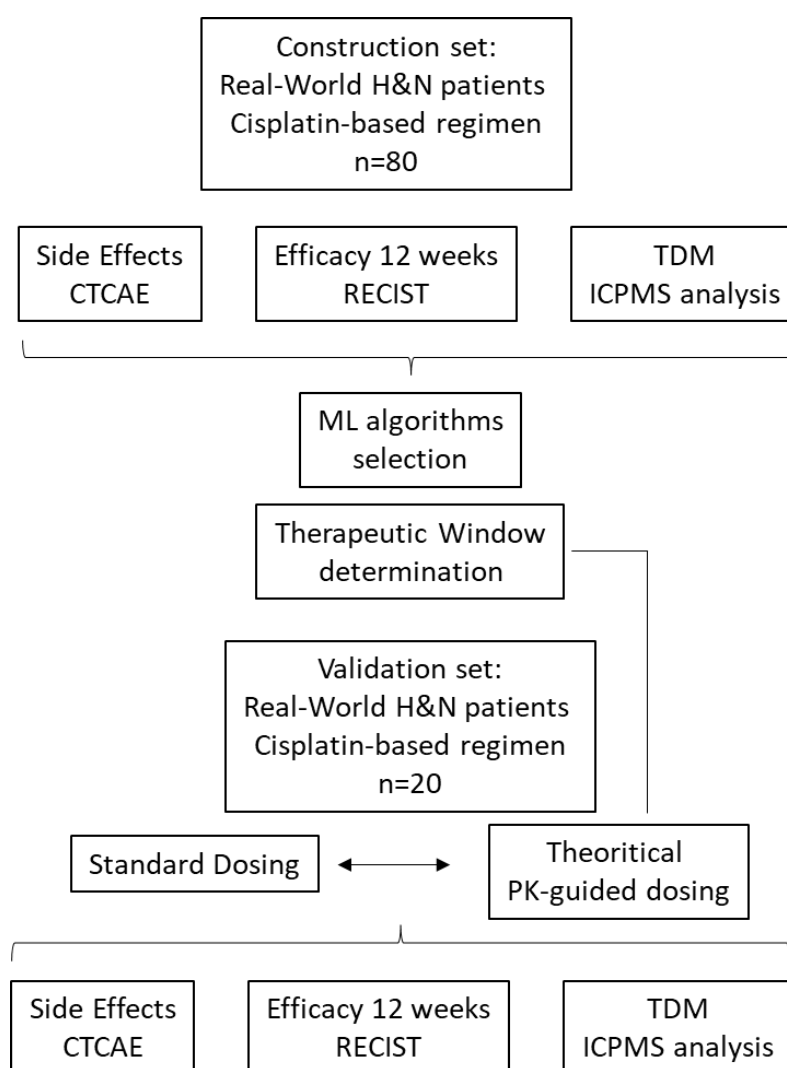 Construction set:
Real-World H&N patients
Cisplatin-based regimen
n=80
Side Effects
CTCAE
Efficacy 12 weeks
RECIST
TDM
ICPMS analysis
ML algorithms
selection
Therapeutic Window
determination
Validation set:
Real-World H&N patients
Cisplatin-based regimen
n=20
Standard Dosing
Theoritical
PK-guided dosing
Side Effects
CTCAE
Efficacy 12 weeks
RECIST
TDM
ICPMS analysis